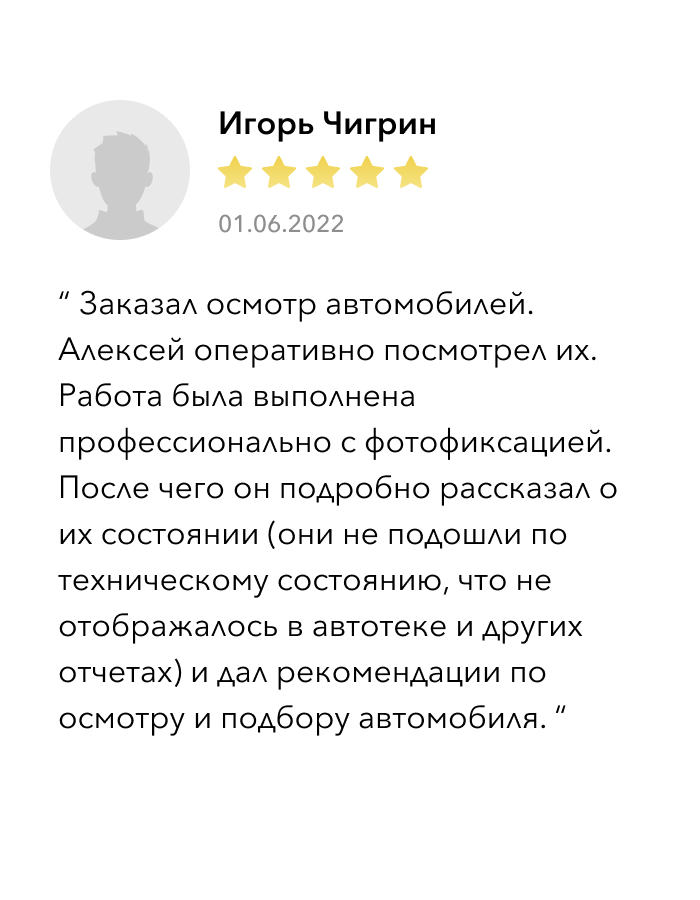 Игорь Чигрин
01.06.2022
“ Заказал осмотр автомобилей.
Алексей оперативно посмотрел их.
Работа была выполнена
профессионально с фотофиксацией.
После чего он подробно рассказал о
их состоянии (они не подошли по
техническому состоянию, что не
отображалось в автотеке и других
отчетах) и дал рекомендации по
осмотру и подбору автомобиля. “